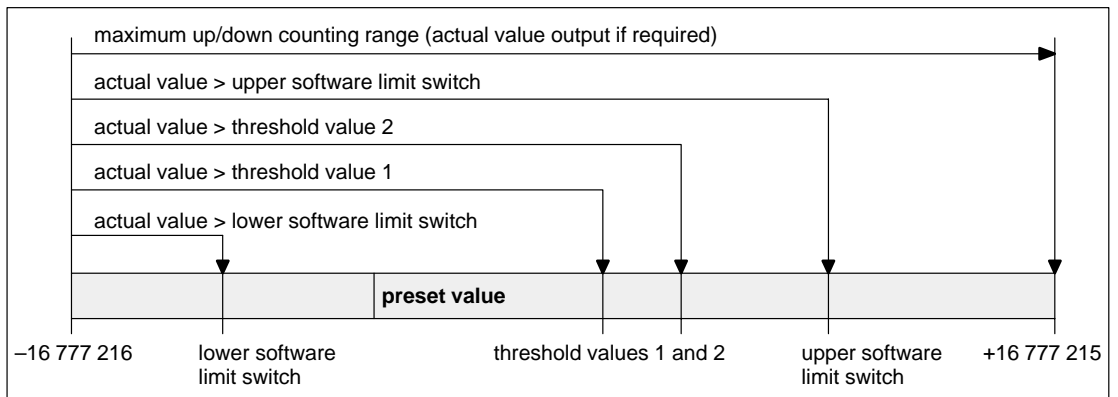 maximum up/down counting range (actual value output if required)
actual value > upper software limit switch
actual value > threshold value 2
actual value > threshold value 1
actual value > lower software limit switch
preset value
–16 777 216
lower software
limit switch
threshold values 1 and 2
upper software
limit switch
+16 777 215